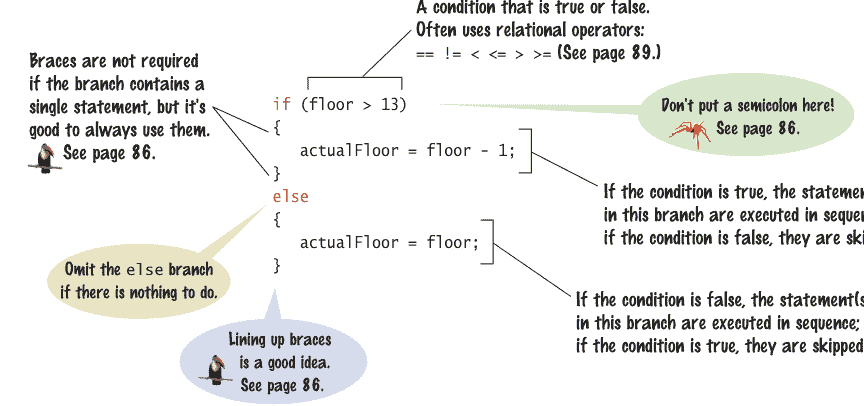 A condition that is true or false.
Often uses relational operators:
== != < <= > >= (See page 89.)
Braces are not required
if the branch contains a
single statement, but it's
good to always use them.
See page 86.
if (floor > 13)
{
actualFloor = floor - 1;
}
else
{
actualFloor = floor;
}
Don't put a semicolon here!
See page 86.
If the condition is true, the
in this branch are executed in
if the condition is false, they are
Omit the else branch
if there is nothing to do.
If the condition is false, the
in this branch are executed in sequence;
if the condition is true, they are skipped
Lining up braces
is a good idea.
See page 86.